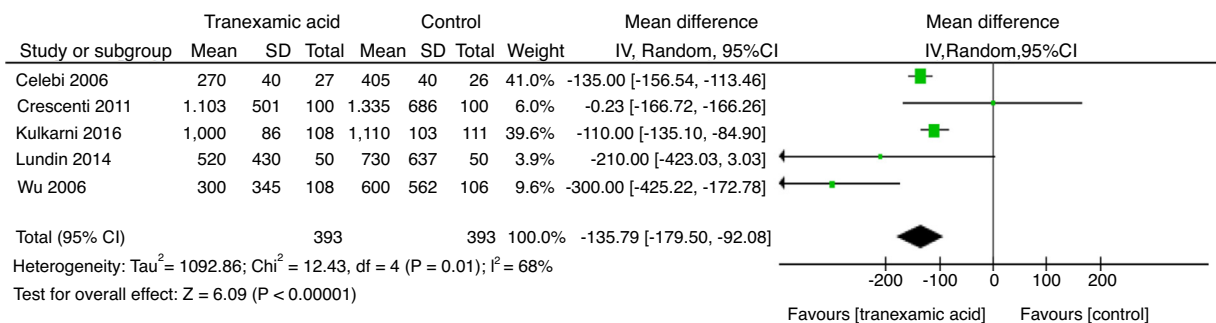 Tranexamic acid Control Mean difference Mean difference
Study or subgroup Mean SD Total Mean SD Total Weight IV, Random, 95%CI IV,Random,95%CI
Celebi 2006 270 40 27 405 40 26 41.0% -135.00 [-156.54, -113.46]
Crescenti 2011 1.103 501 100 1.335 686 100 6.0% -0.23 [-166.72, -166.26]
Kulkarni 2016 1,000 86 108 1,110 103 111 39.6% -110.00 [-135.10, -84.90]
Lundin 2014 520 430 50 730 637 50 3.9% -210.00 [-423.03, 3.03]
Wu 2006 300 345 108 600 562 106 9.6% -300.00 [-425.22, -172.78]
Total (95% CI) 393 393 100.0% -135.79 [-179.50, -92.08]
Heterogeneity: Tau² = 1092.86; Chi² = 12.43, df = 4 (P = 0.01); I² = 68%
Test for overall effect: Z = 6.09 (P < 0.00001)
-200 -100 0 100 200
Favours [tranexamic acid] Favours [control]